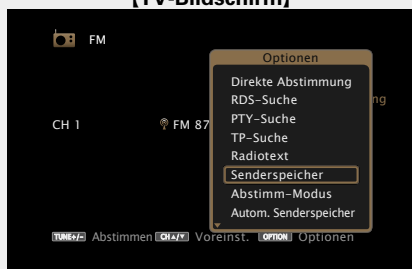 【TV-Bildschirm】
FM
Optionen
Direkte Abstimmung
RDS-Suche
ng
PTY-Suche
CH 1
FM 87
TP-Suche
Radiotext
Senderspeicher
Abstimm-Modus
Autom. Senderspeicher
TUNE+/- Abstimmen CH▲/▼ Voreinst. OPTION Optionen